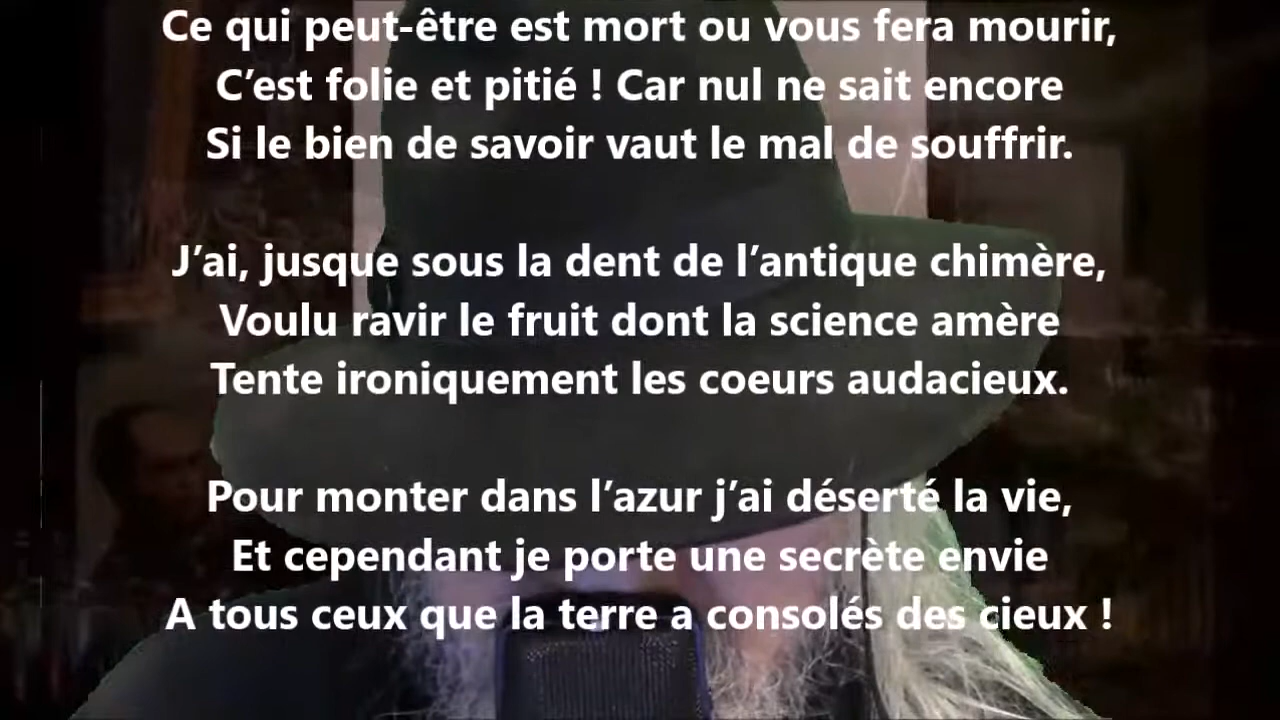 Ce qui peut-être est mort ou vous fera mourir,
C’est folie et pitié ! Car nul ne sait encore
Si le bien de savoir vaut le mal de souffrir.
J’ai, jusque sous la dent de l’antique chimère,
Voulu ravir le fruit dont la science amère
Tente ironiquement les coeurs audacieux.
Pour monter dans l’azur j’ai déserté la vie,
Et cependant je porte une secrète envie
A tous ceux que la terre a consolés des cieux !